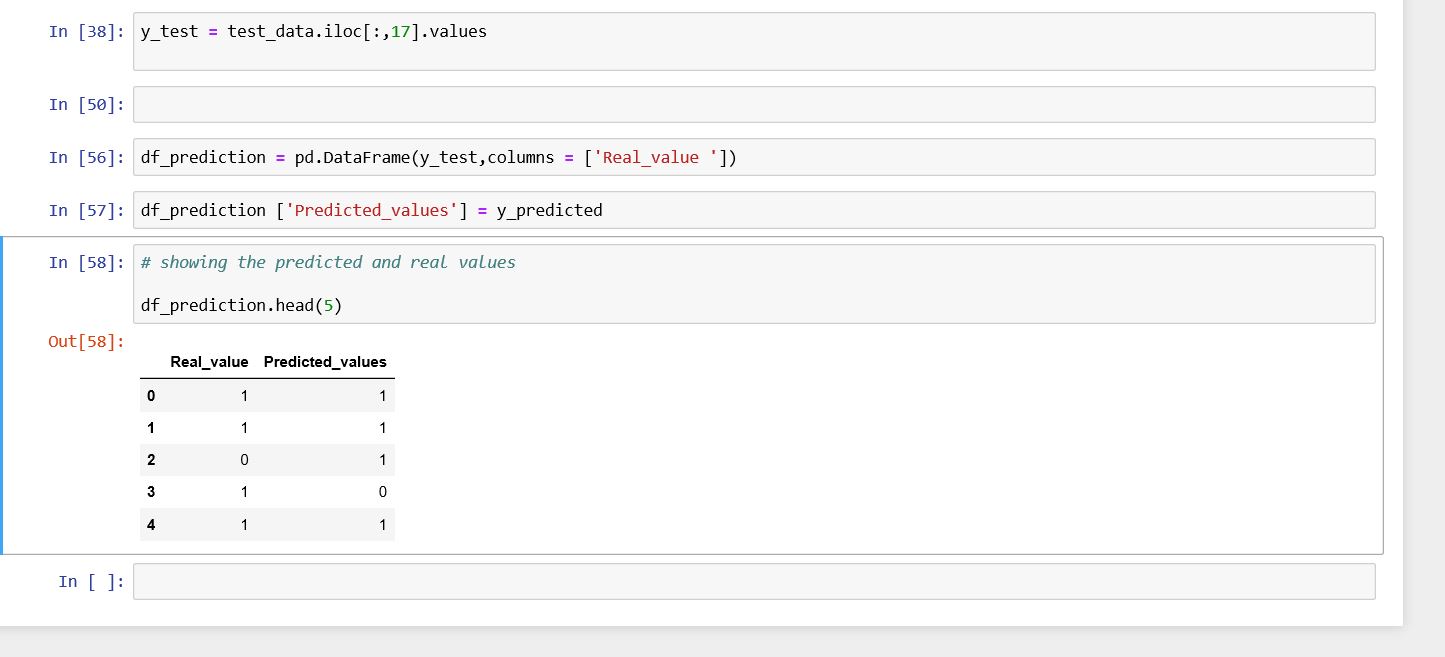 In [38]: y_test = test_data.iloc[:,17].values
In [50]:
In [56]: df_prediction = pd.DataFrame(y_test,columns = ['Real_value '])
In [57]: df_prediction ['Predicted_values'] = y_predicted
In [58]: # showing the predicted and real values
df_prediction.head(5)
Out[58]:
Real_value Predicted_values
0 1 1
1 1 1
2 0 1
3 1 0
4 1 1
In [ ]: